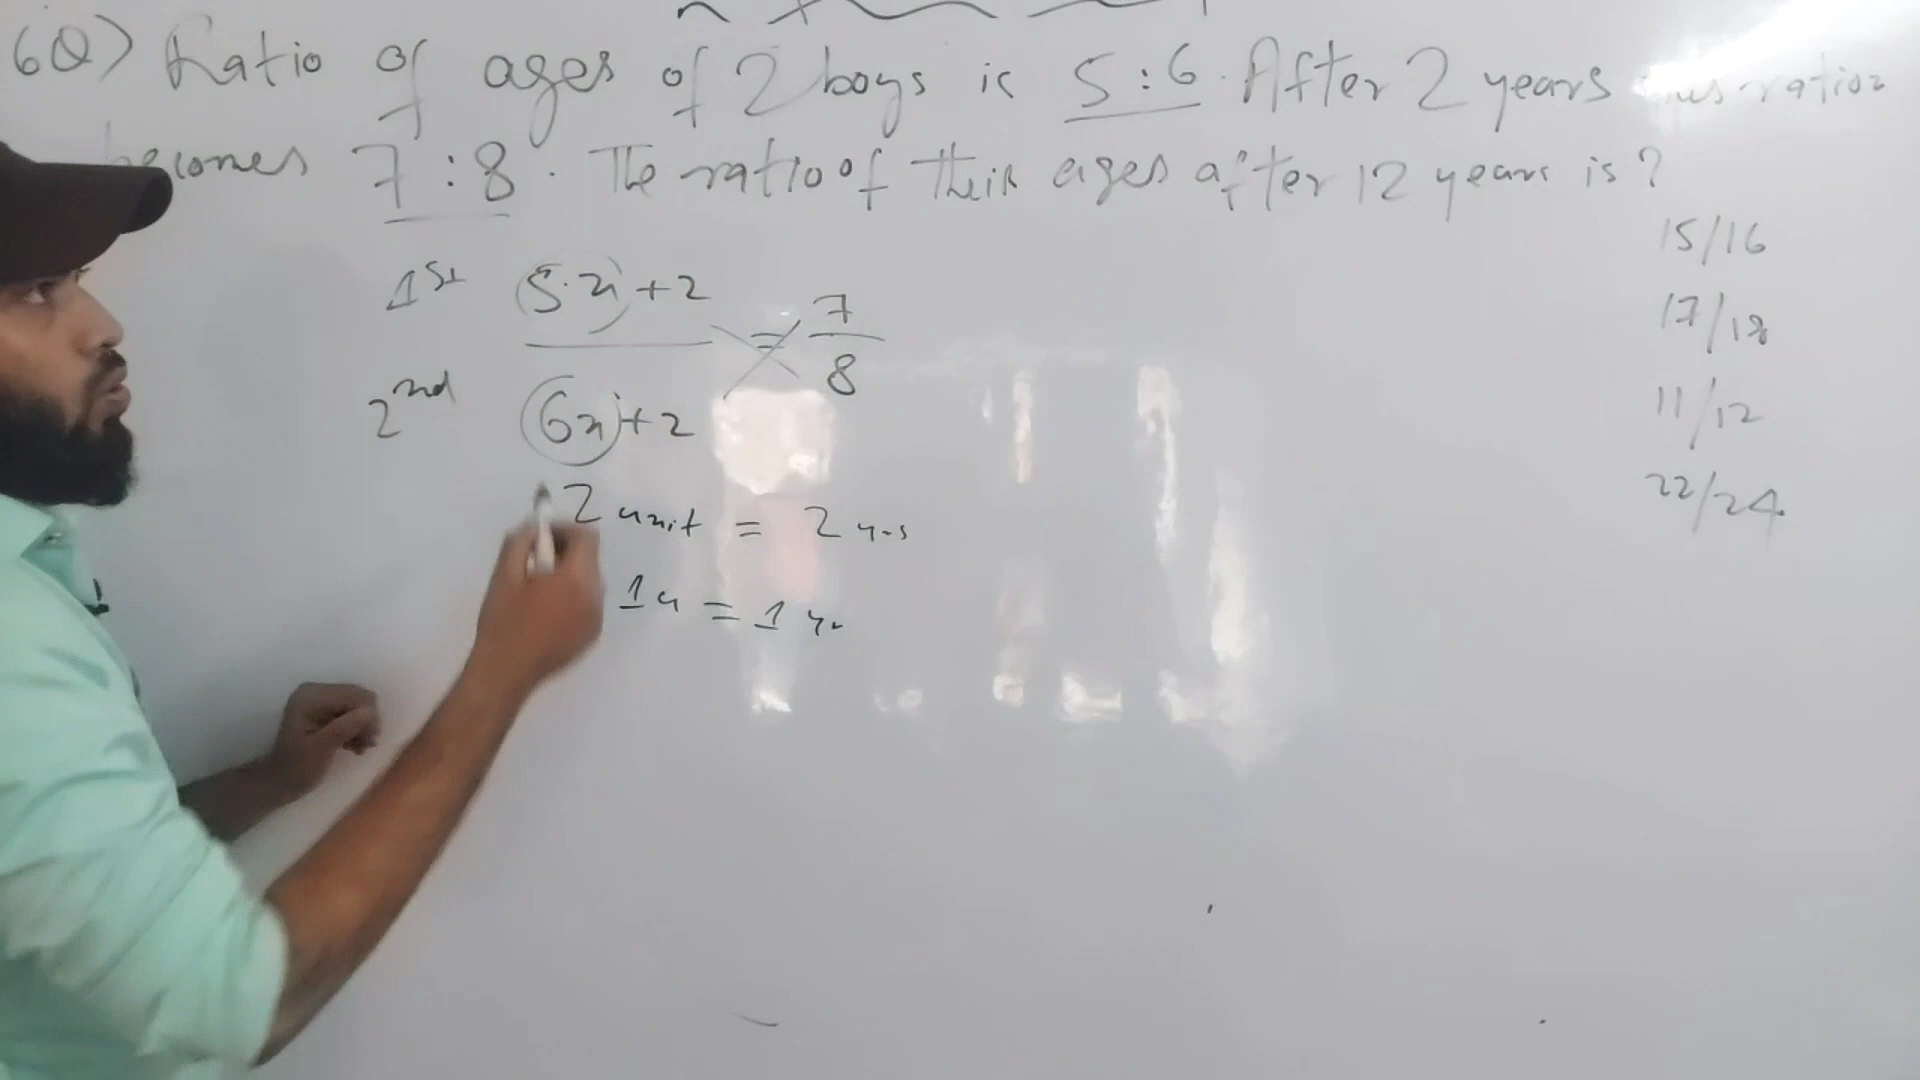 6Q) Ratio of ages of 2 boys is 5:6. After 2 years ratio
becomes 7:8. The ratio of their ages after 12 years is?
1st (5x)+2
= 7/8
2nd (6x)+2
2 unit = 2 yrs
1u = 1 yr
15/16
17/18
11/12
22/24